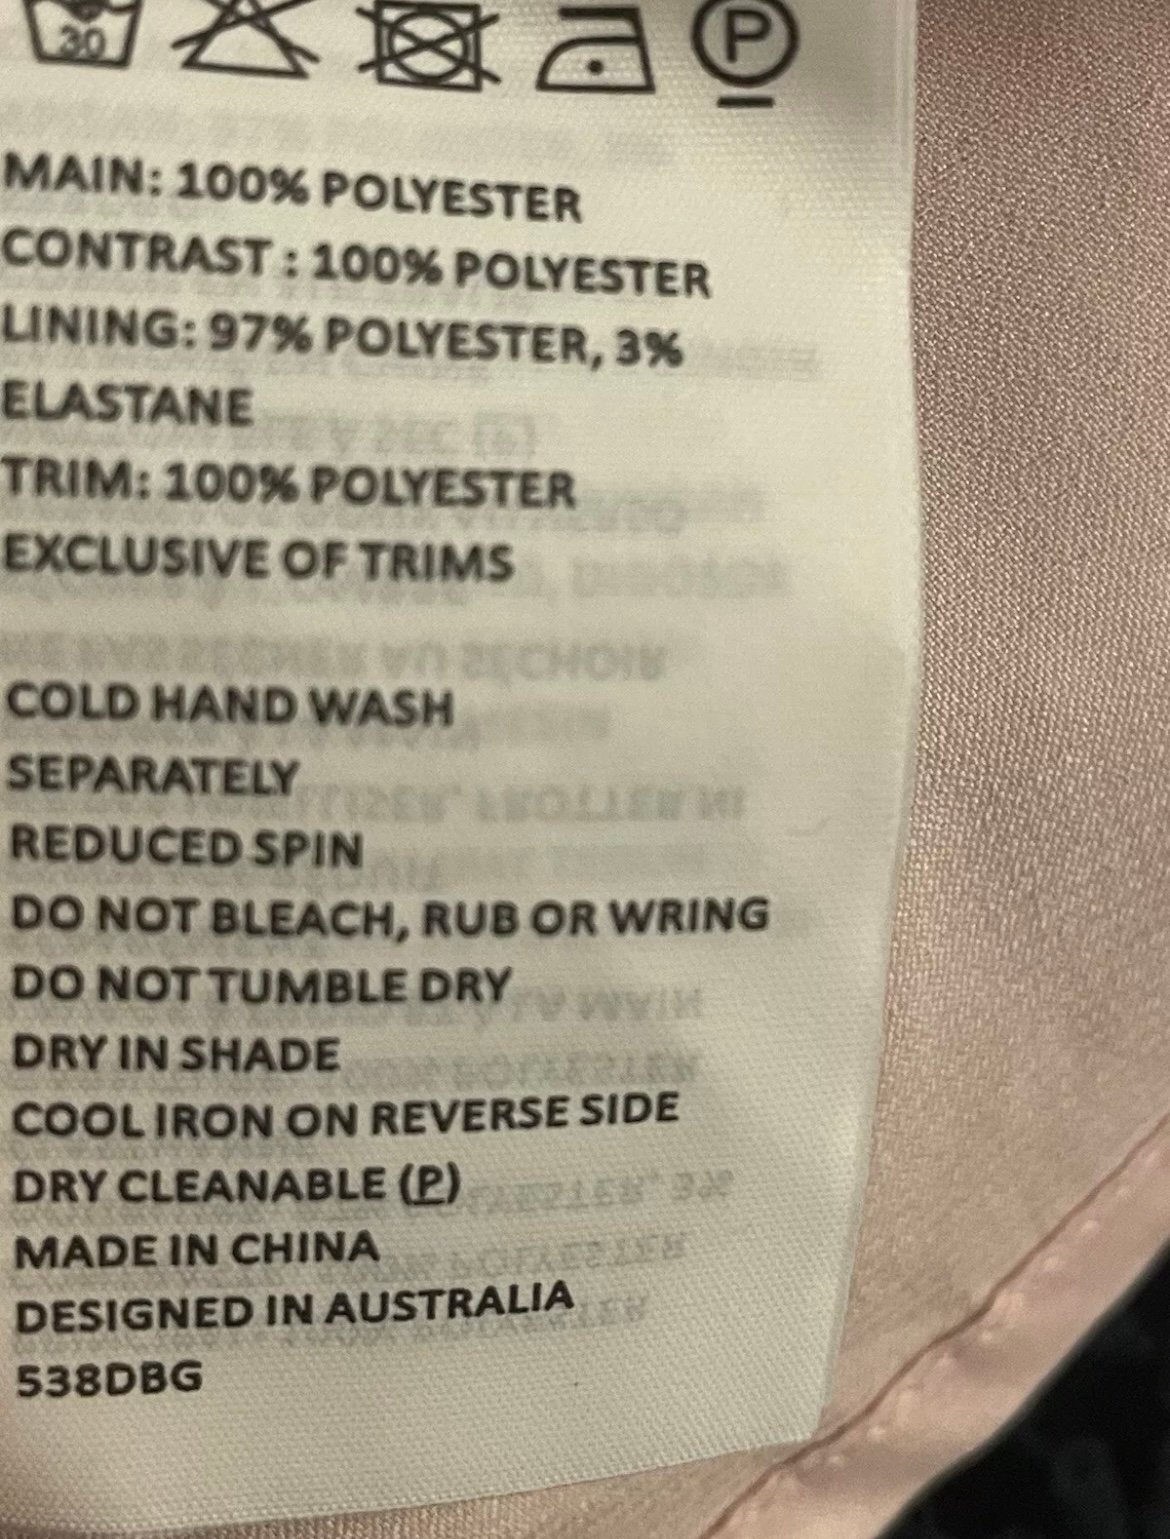 30
P
MAIN: 100% POLYESTER
CONTRAST : 100% POLYESTER
LINING: 97% POLYESTER, 3%
ELASTANE
TRIM: 100% POLYESTER
EXCLUSIVE OF TRIMS
COLD HAND WASH
SEPARATELY
REDUCED SPIN
DO NOT BLEACH, RUB OR WRING
DO NOT TUMBLE DRY
DRY IN SHADE
COOL IRON ON REVERSE SIDE
DRY CLEANABLE (P)
MADE IN CHINA
DESIGNED IN AUSTRALIA
538DBG